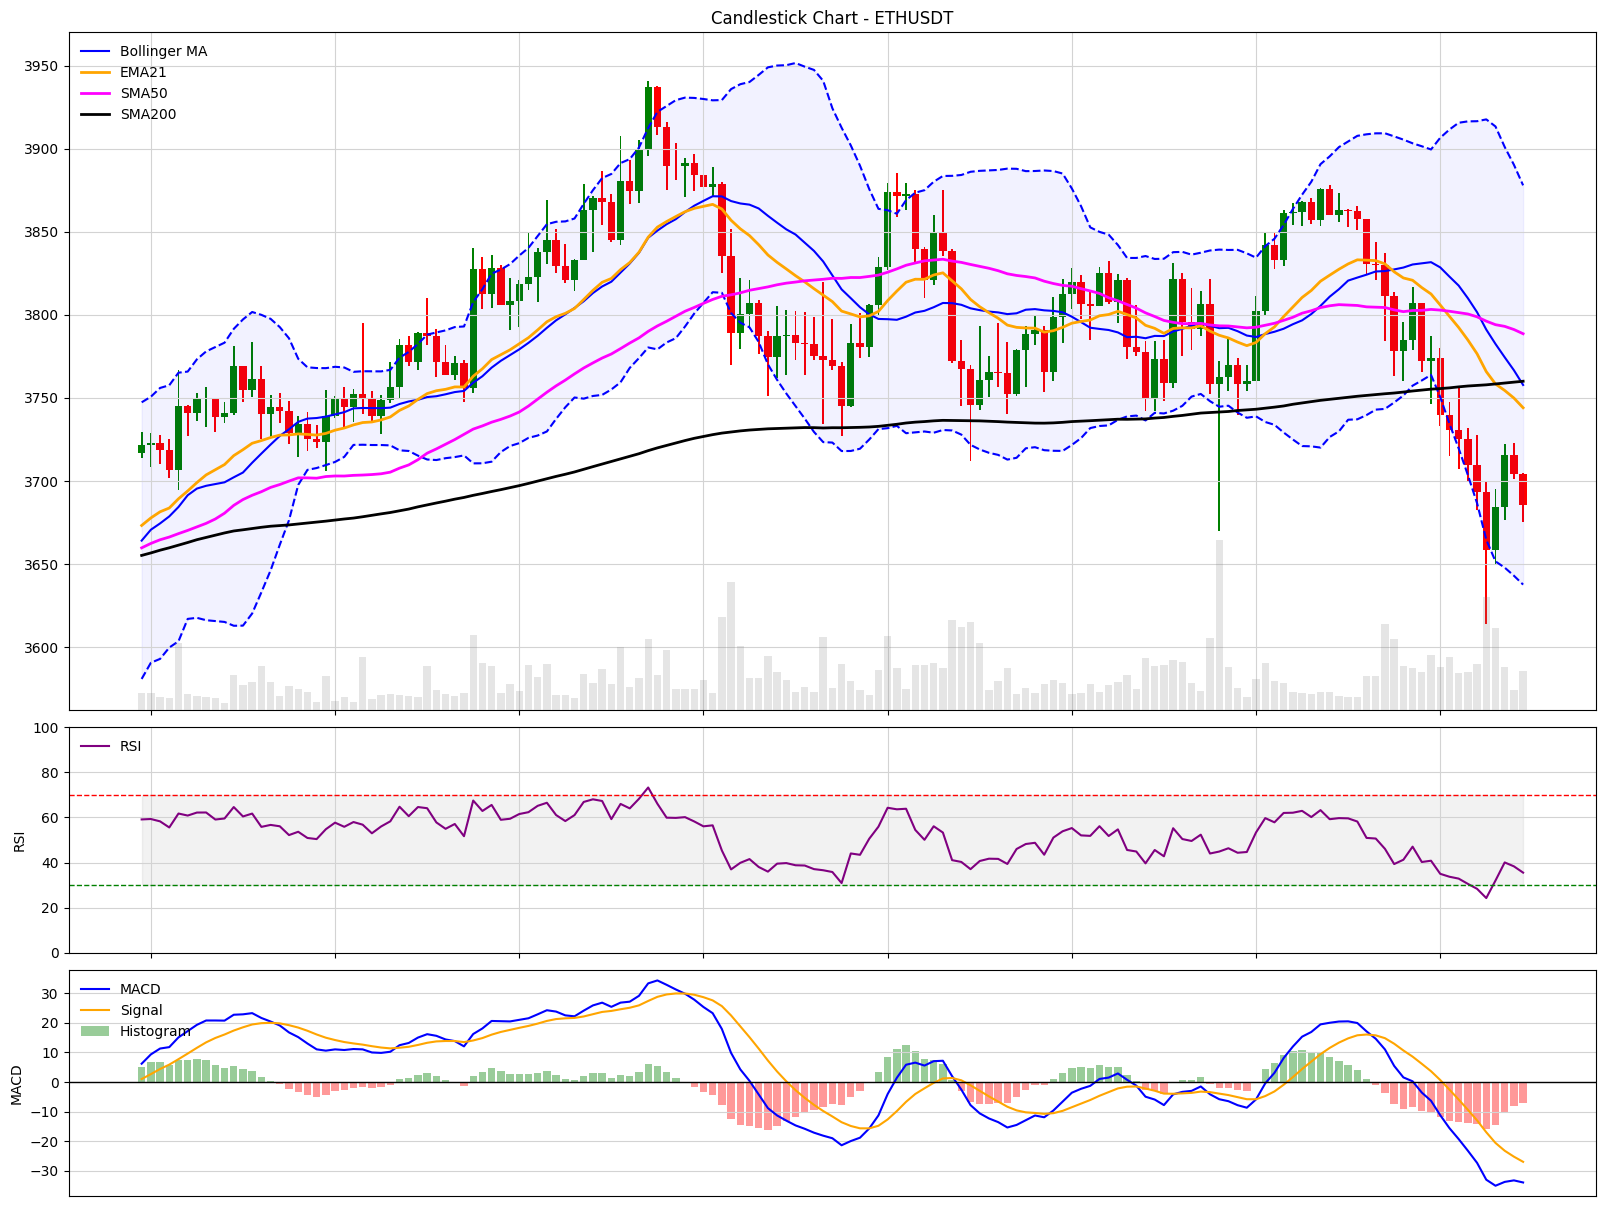 Candlestick Chart - ETHUSDT
Bollinger MA
EMA21
SMA50
SMA200
3950
3900
3850
3800
3750
3700
3650
3600
RSI
100
80
60
40
20
0
RSI
MACD
Signal
Histogram
30
20
10
0
−10
−20
−30
MACD